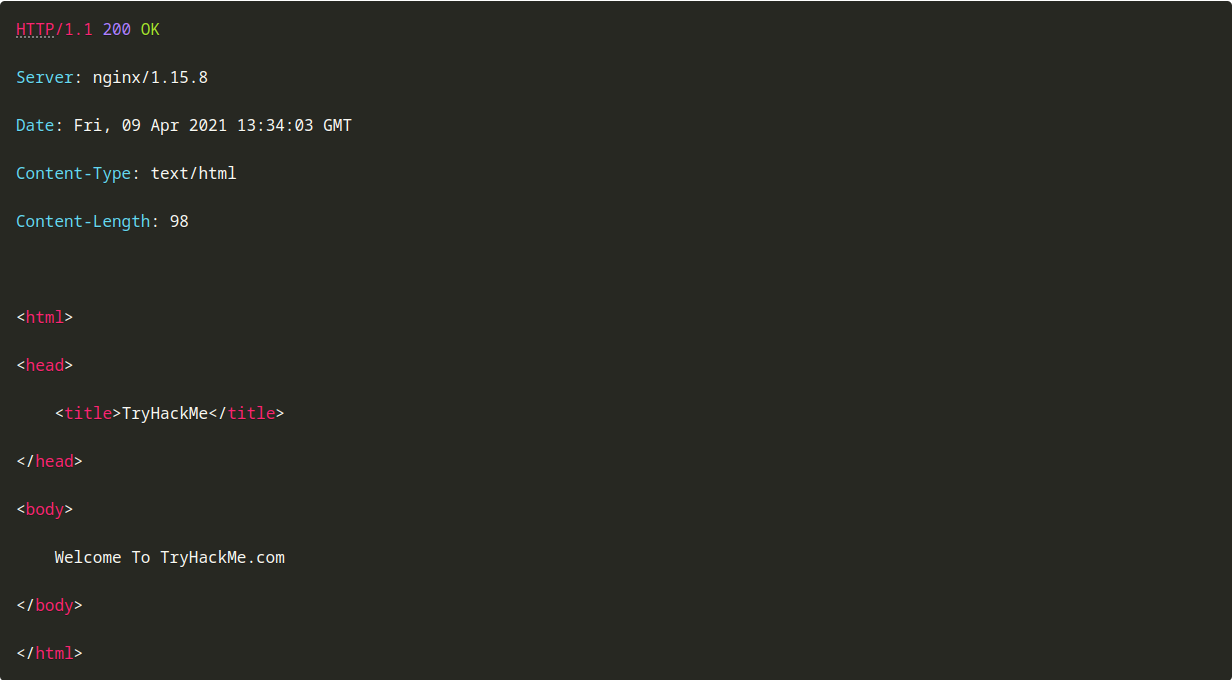 HTTP/1.1 200 OK
Server: nginx/1.15.8
Date: Fri, 09 Apr 2021 13:34:03 GMT
Content-Type: text/html
Content-Length: 98
<html>
<head>
    <title>TryHackMe</title>
</head>
<body>
    Welcome To TryHackMe.com
</body>
</html>